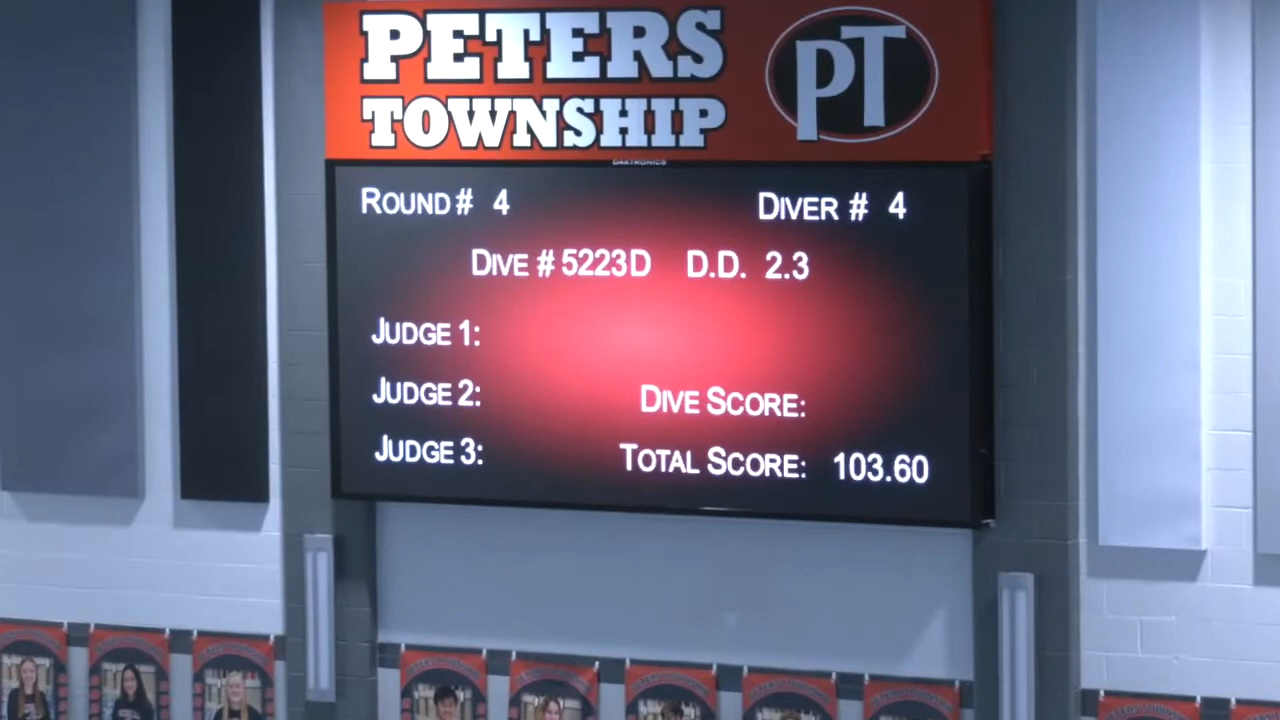 PETERS
TOWNSHIP
PT
DAKTRONICS
ROUND # 4
DIVER # 4
DIVE # 5223D D.D. 2.3
JUDGE 1:
JUDGE 2:
DIVE SCORE:
JUDGE 3:
TOTAL SCORE: 103.60